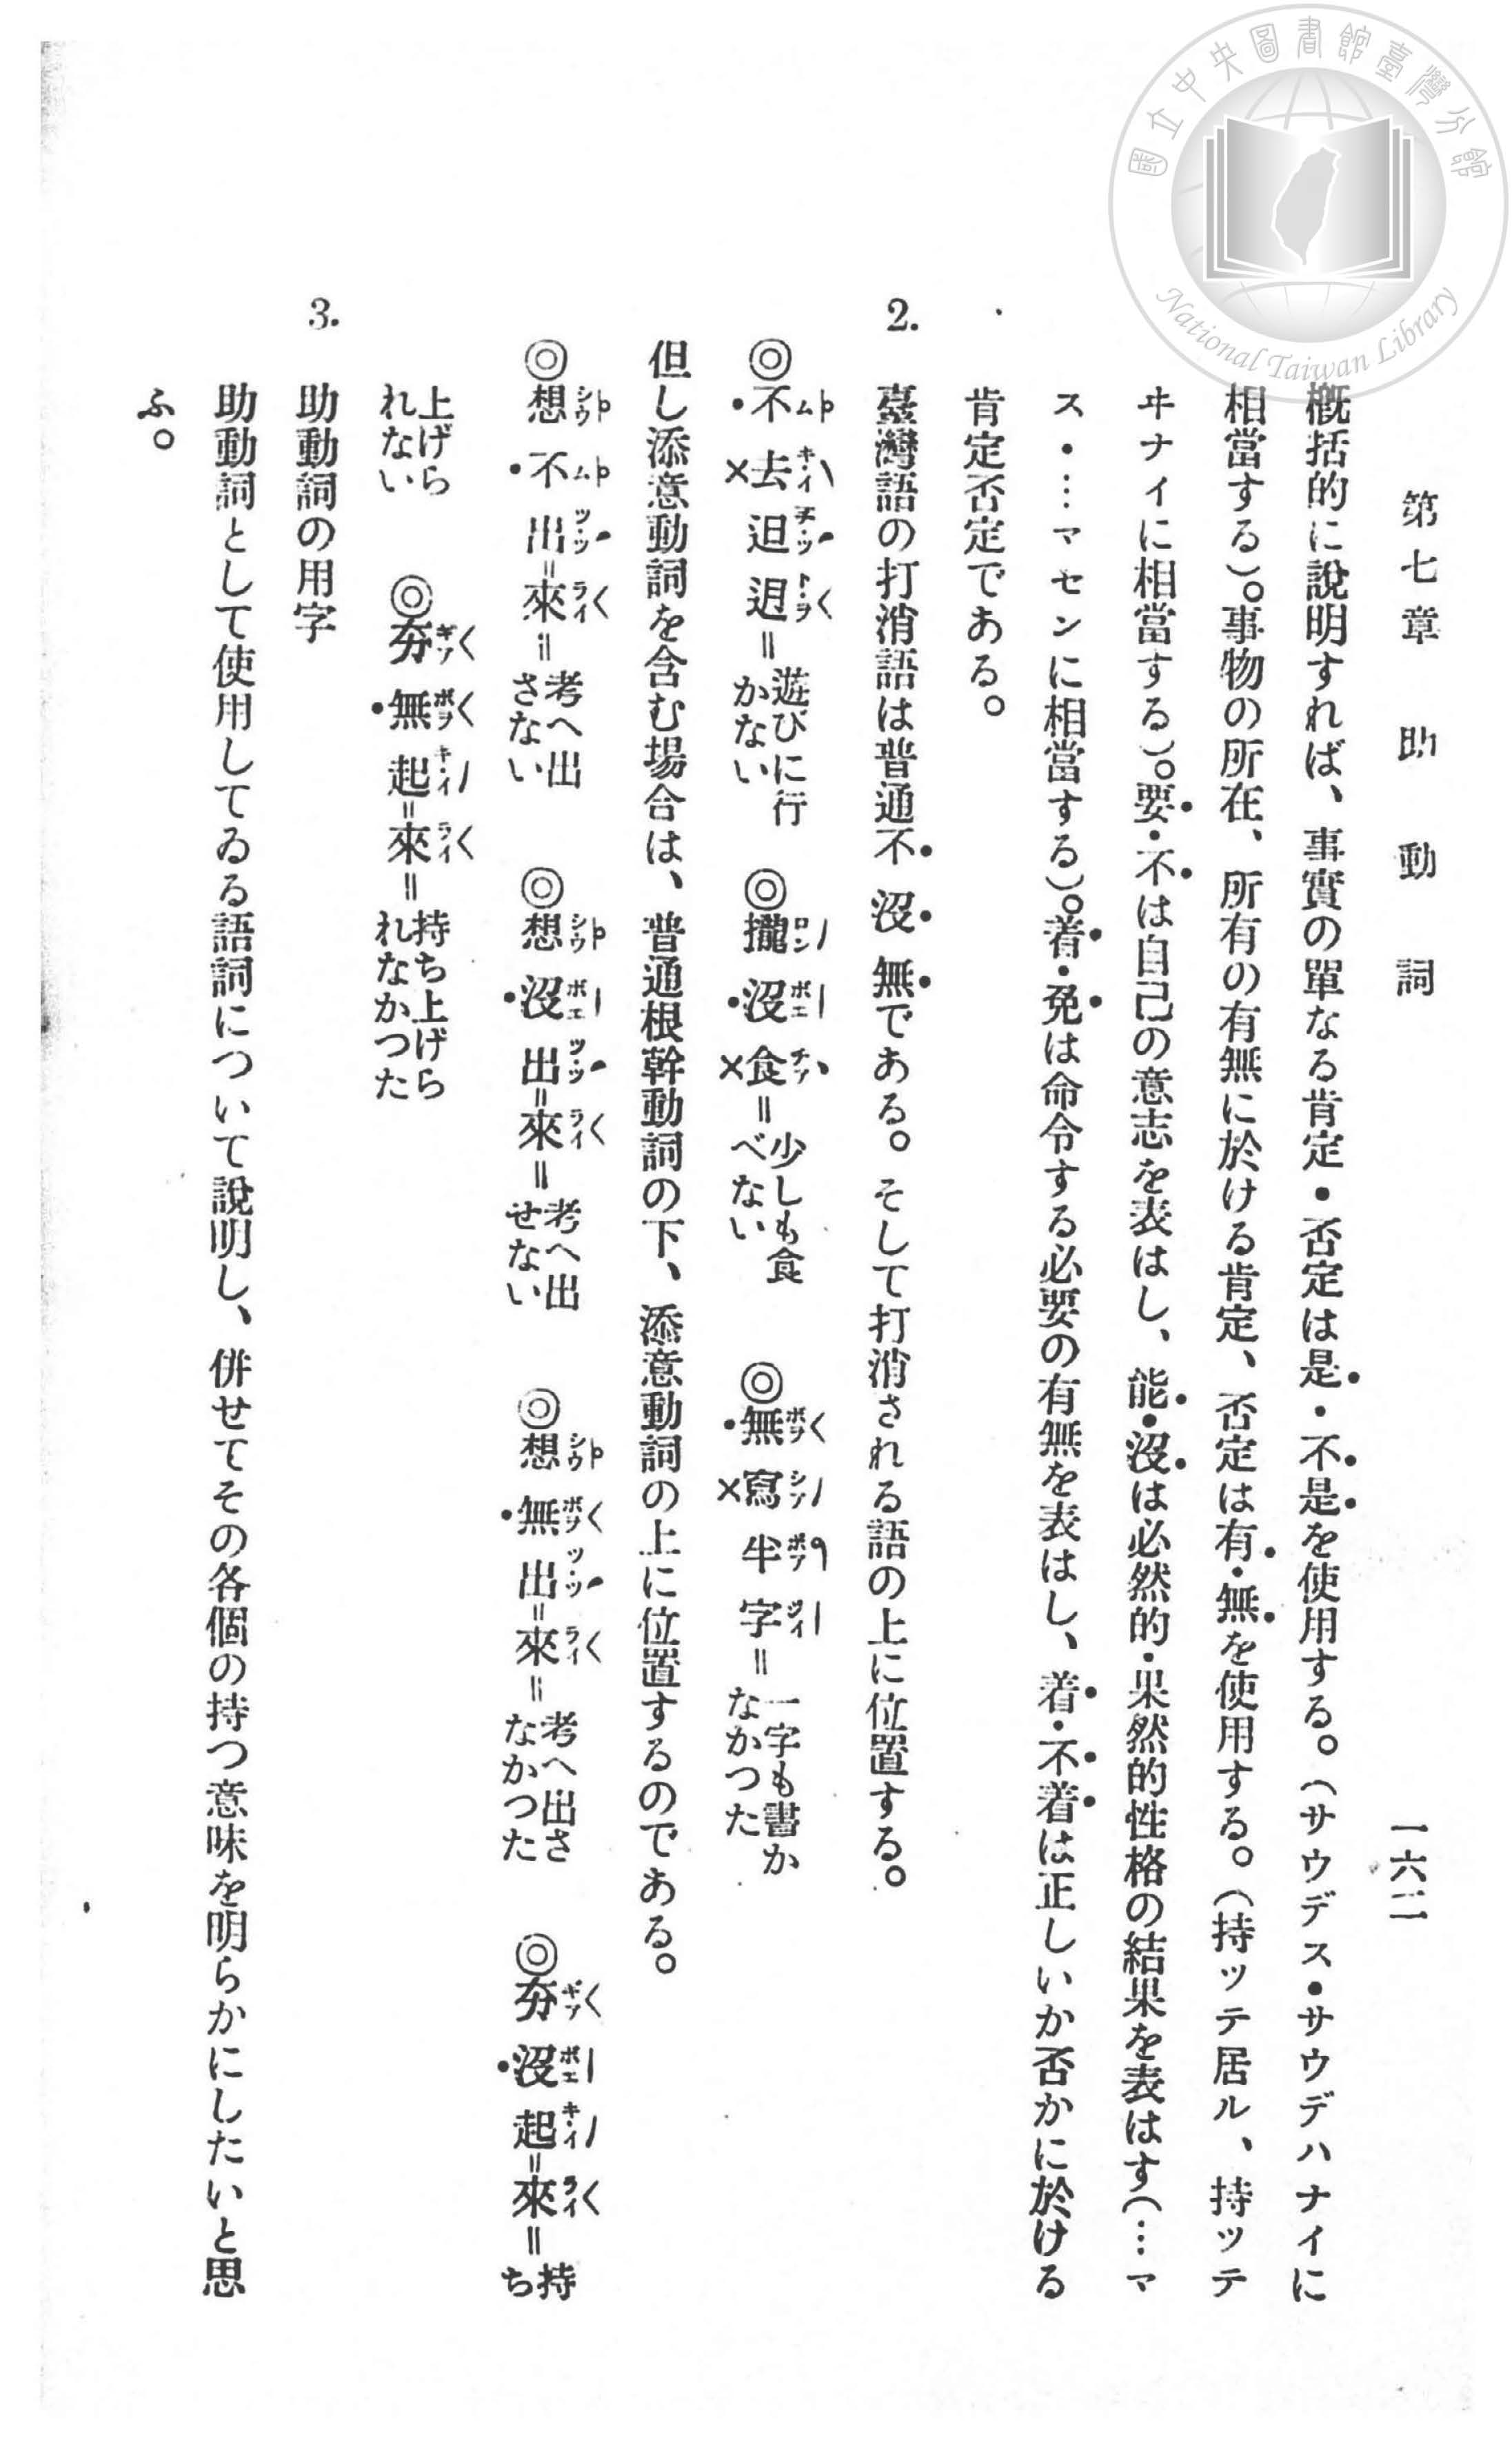 國立中央圖書館臺灣分館
National Taiwan Library
第七章 助動詞 一六二
槪括的に說明すれば、事實の單なる肯定・否定は是・不是を使用する。（サウデス・サウデハナイに
相當する）。事物の所在、所有の有無に於ける肯定、否定は有・無を使用する。（持ッテ居ル、持ッテ
ヰナィに相當する）。要・不は自己の意志を表はし、能・沒は必然的・果然的性格の結果を表はす（…マ
ス・…マセンに相當する）。着・免は命令する必要の有無を表はし、着・不着は正しいか否かに於ける
肯定否定である。
2. 臺灣語の打消語は普通不 沒 無である。そして打消される語の上に位置する。
◎不去迌迌＝遊びに行かない ◎攏沒食＝少しも食べない ◎無寫半字＝一字も書かなかつた
但し添意動詞を含む場合は、普通根幹動詞の下、添意動詞の上に位置するのである。
◎想不出＝來＝考へ出さない ◎想沒出＝來＝考へ出せない ◎想無出＝來＝考へ出さなかつた ◎夯沒起＝來＝持ち
上げられない ◎夯無起＝來＝持ち上げられなかつた
3. 助動詞の用字
助動詞として使用してゐる語詞について說明し、併せてその各個の持つ意味を明らかにしたいと思
ふ。